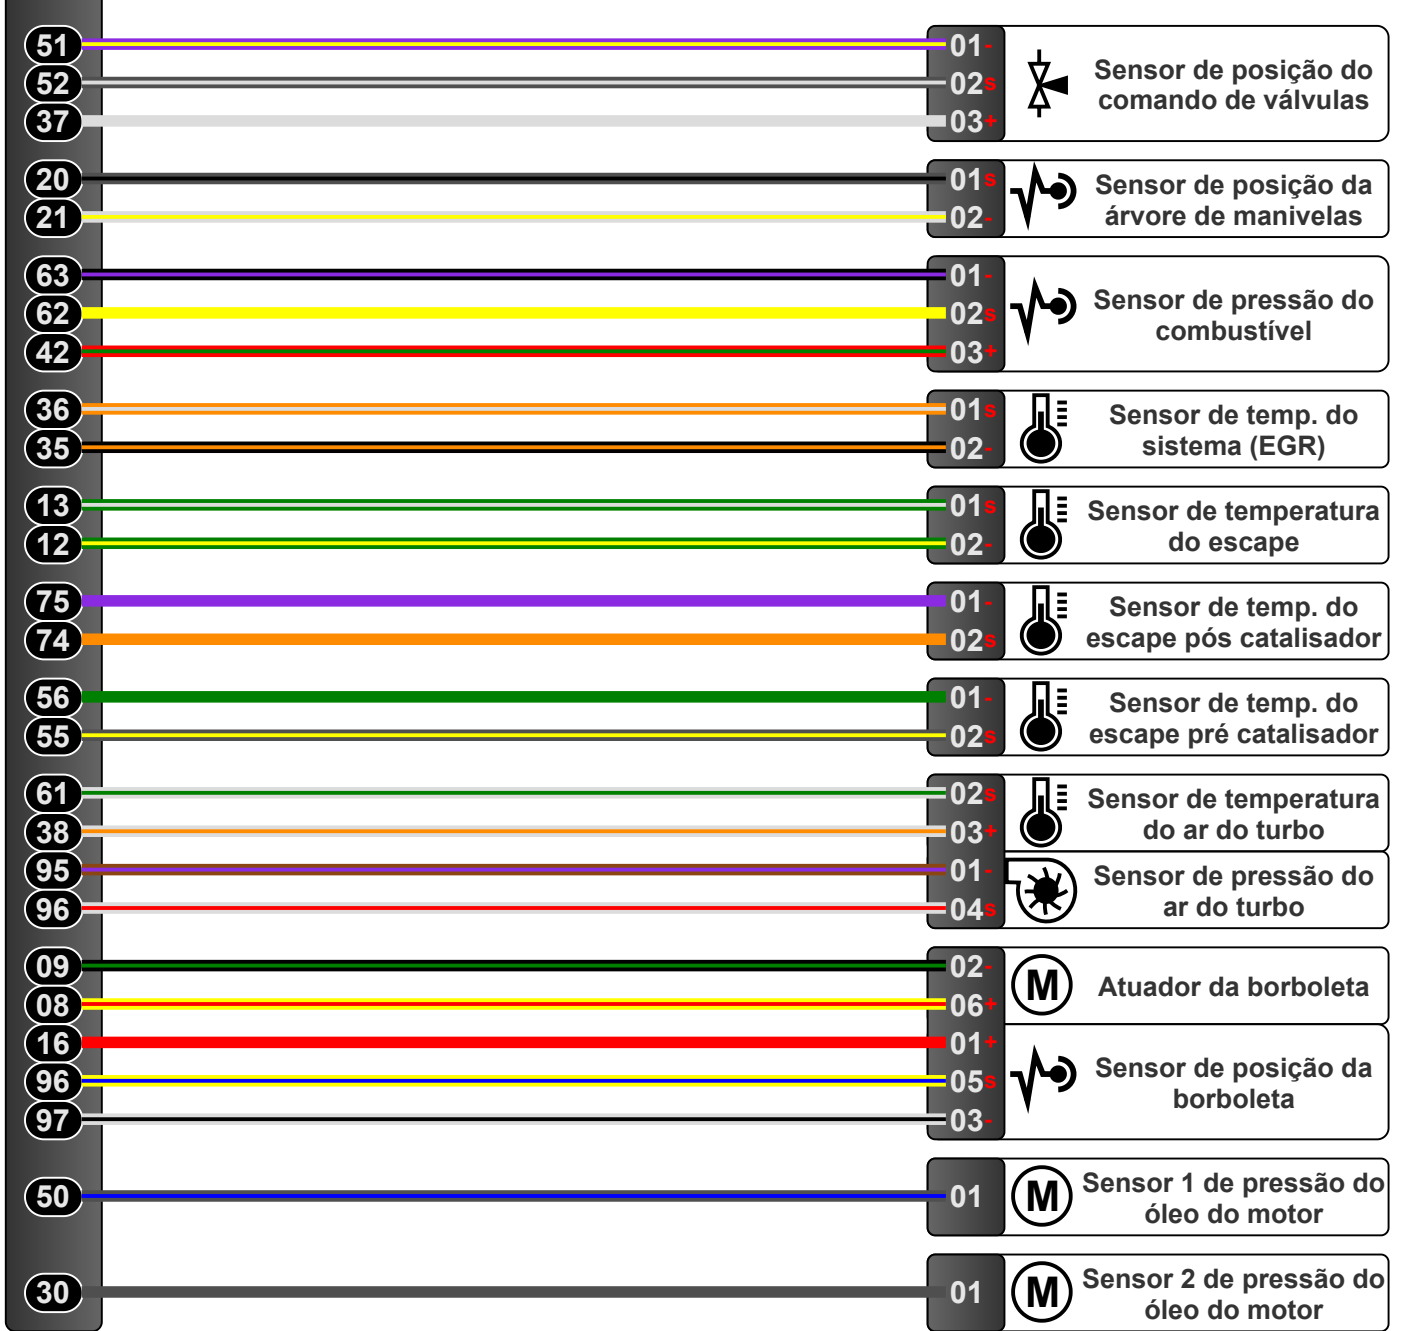 51 01-
52 02s
37 03+
Sensor de posição do
comando de válvulas
20 01s
21 02-
Sensor de posição da
árvore de manivelas
63 01-
62 02s
42 03+
Sensor de pressão do
combustível
36 01s
35 02-
Sensor de temp. do
sistema (EGR)
13 01s
12 02-
Sensor de temperatura
do escape
75 01-
74 02s
Sensor de temp. do
escape pós catalisador
56 01-
55 02s
Sensor de temp. do
escape pré catalisador
61 02s
38 03+
Sensor de temperatura
do ar do turbo
95 01-
96 04s
Sensor de pressão do
ar do turbo
09 02-
08 06+
M
Atuador da borboleta
16 01+
96 05s
97 03-
Sensor de posição da
borboleta
50 01
M
Sensor 1 de pressão do
óleo do motor
30 01
M
Sensor 2 de pressão do
óleo do motor